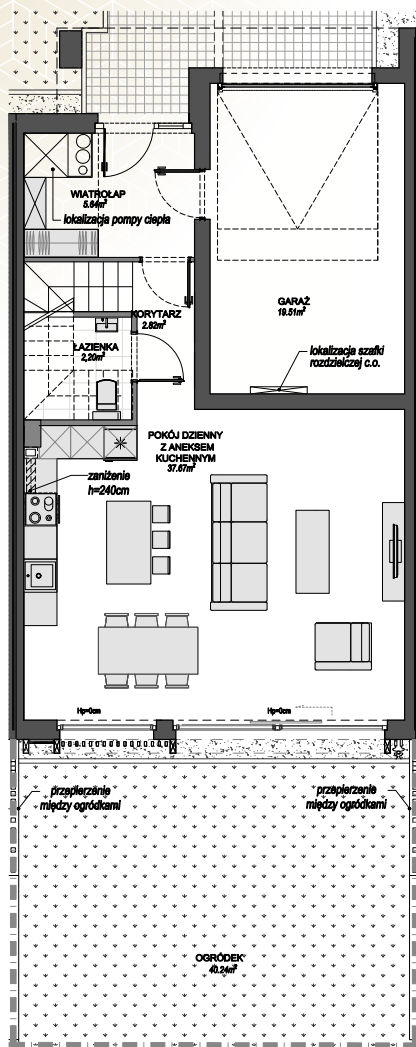 WIATROŁAP
5.64m²
lokalizacja pompy ciepła
KORYTARZ
2.82m²
GARAŻ
19.51m²
ŁAZIENKA
2,20m²
lokalizacja szafki
rozdzielczej c.o.
POKÓJ DZIENNY
Z ANEKSEM
KUCHENNYM
37.67m²
zaniżenie
h=240cm
Hp=0cm
Hp=0cm
przepierzenie
między ogródkami
przepierzenie
między ogródkami
OGRÓDEK
40.24m²